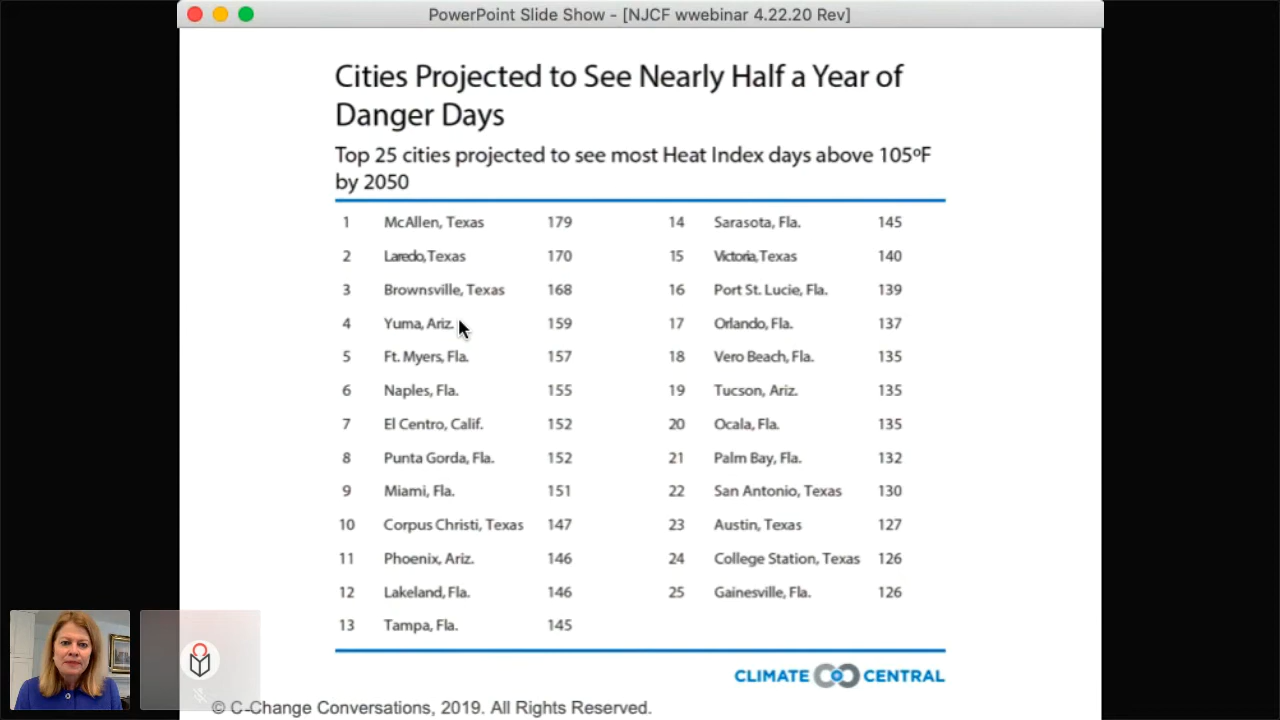 PowerPoint Slide Show - [NJCF wwebinar 4.22.20 Rev]
Cities Projected to See Nearly Half a Year of
Danger Days
Top 25 cities projected to see most Heat Index days above 105ºF
by 2050
1 McAllen, Texas 179
2 Laredo, Texas 170
3 Brownsville, Texas 168
4 Yuma, Ariz. 159
5 Ft. Myers, Fla. 157
6 Naples, Fla. 155
7 El Centro, Calif. 152
8 Punta Gorda, Fla. 152
9 Miami, Fla. 151
10 Corpus Christi, Texas 147
11 Phoenix, Ariz. 146
12 Lakeland, Fla. 146
13 Tampa, Fla. 145
14 Sarasota, Fla. 145
15 Victoria, Texas 140
16 Port St. Lucie, Fla. 139
17 Orlando, Fla. 137
18 Vero Beach, Fla. 135
19 Tucson, Ariz. 135
20 Ocala, Fla. 135
21 Palm Bay, Fla. 132
22 San Antonio, Texas 130
23 Austin, Texas 127
24 College Station, Texas 126
25 Gainesville, Fla. 126
CLIMATE CENTRAL
© C-Change Conversations, 2019. All Rights Reserved.